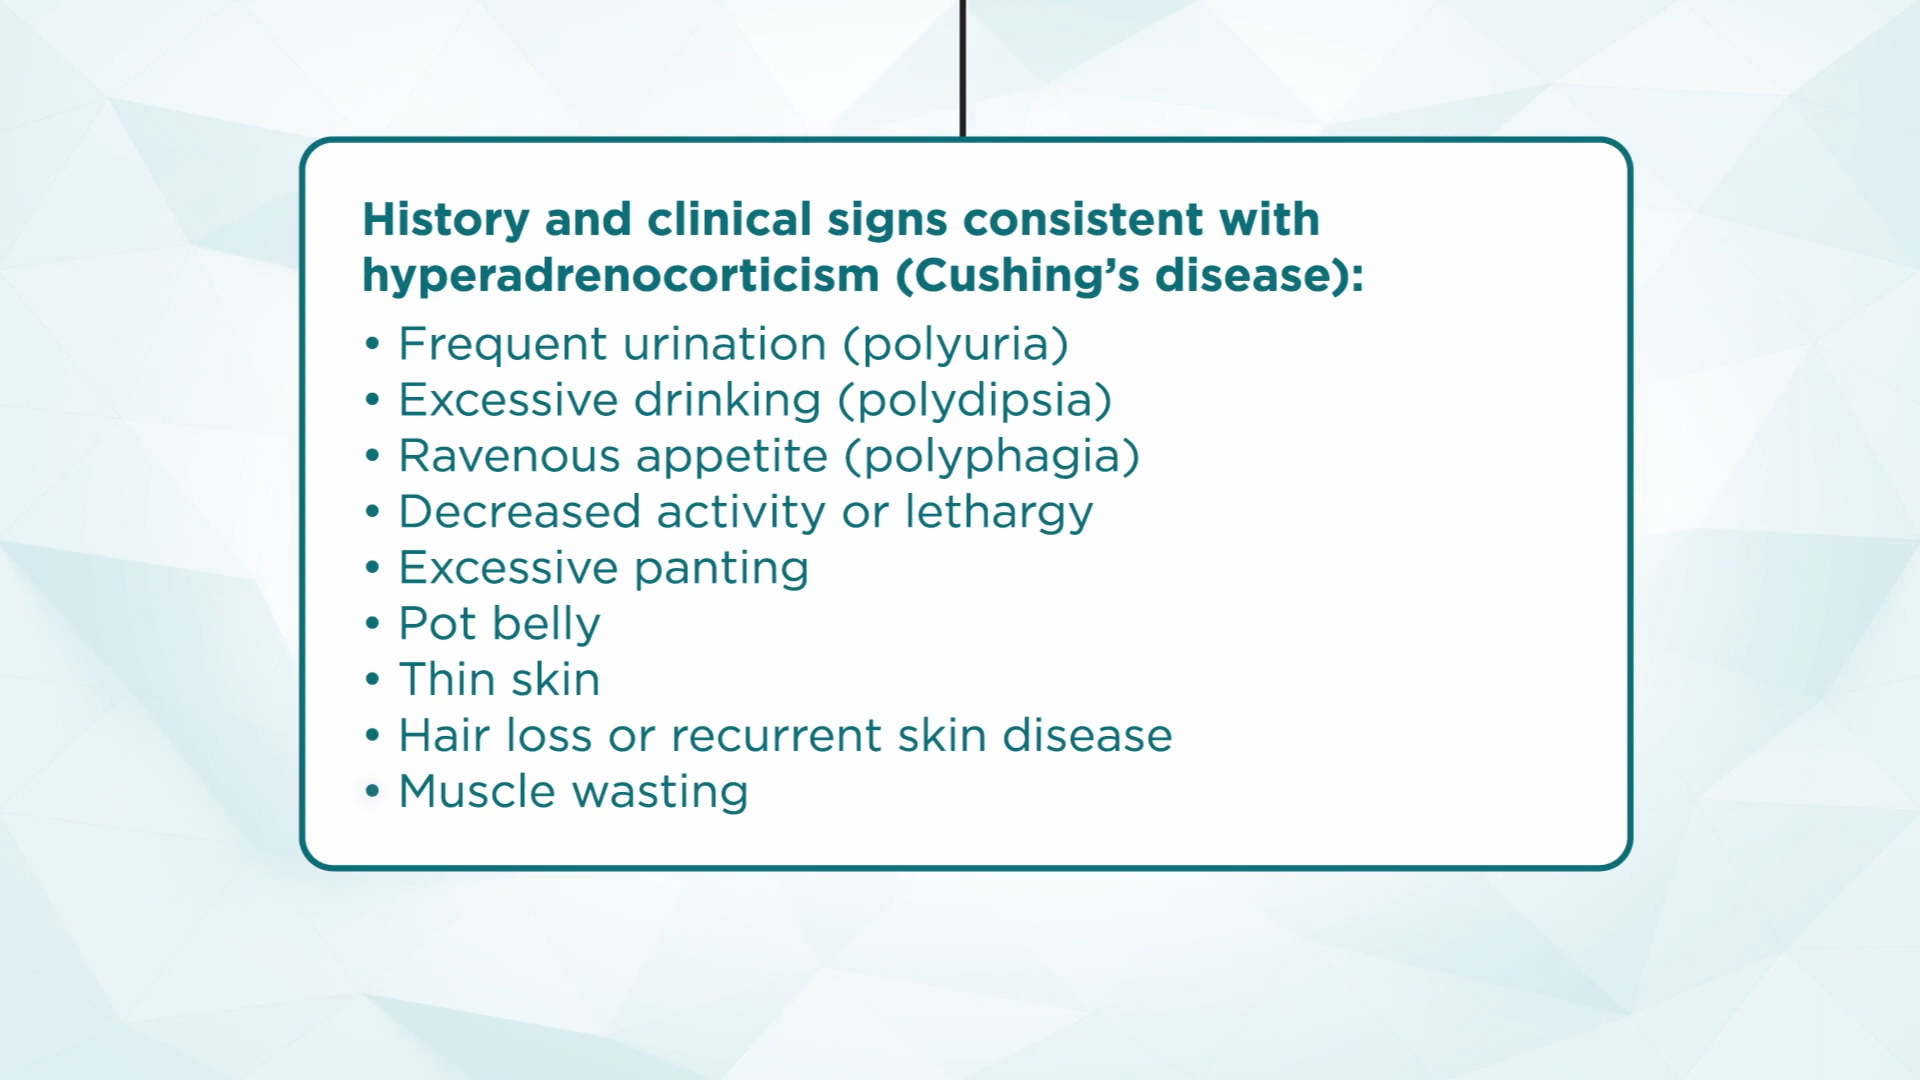 History and clinical signs consistent with
hyperadrenocorticism (Cushing’s disease):
• Frequent urination (polyuria)
• Excessive drinking (polydipsia)
• Ravenous appetite (polyphagia)
• Decreased activity or lethargy
• Excessive panting
• Pot belly
• Thin skin
• Hair loss or recurrent skin disease
• Muscle wasting